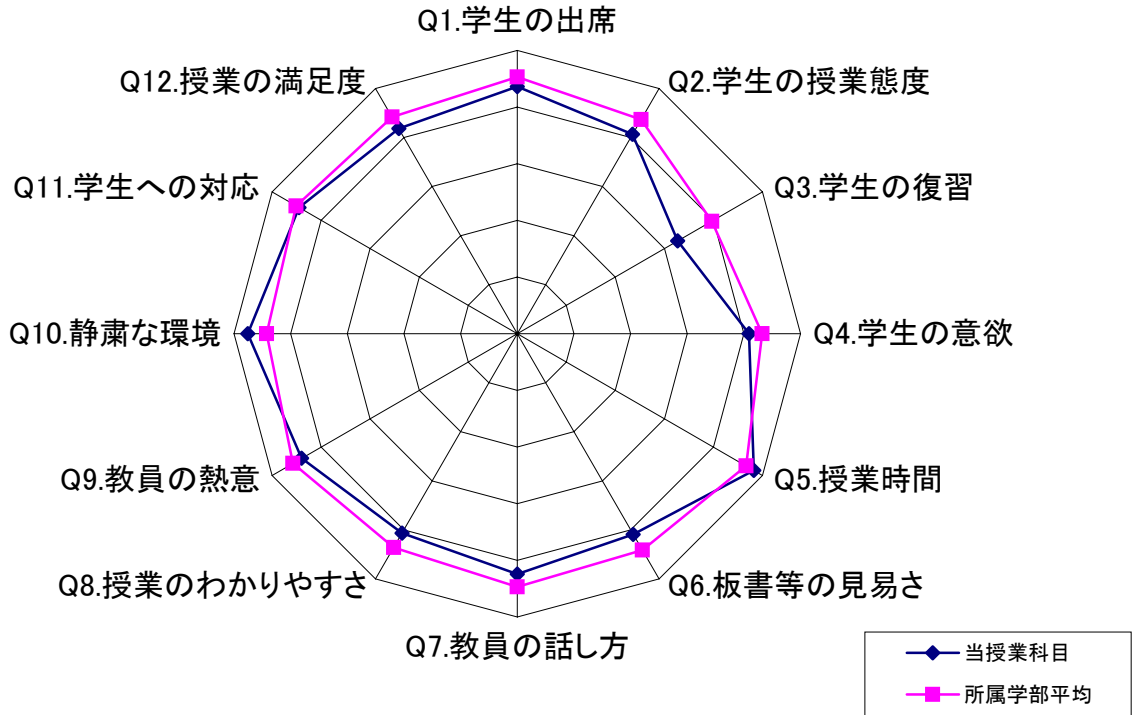 Q1.学生の出席
Q2.学生の授業態度
Q3.学生の復習
Q4.学生の意欲
Q5.授業時間
Q6.板書等の見易さ
Q7.教員の話し方
Q8.授業のわかりやすさ
Q9.教員の熱意
Q10.静粛な環境
Q11.学生への対応
Q12.授業の満足度
当授業科目
所属学部平均